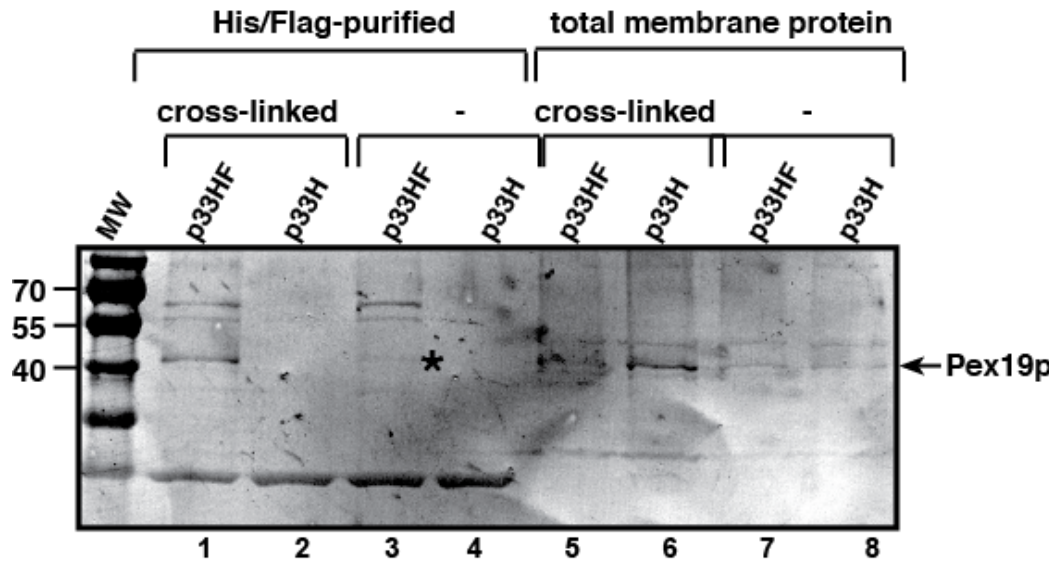 His/Flag-purified total membrane protein
cross-linked - cross-linked -
MW p33HF p33H p33HF p33H p33HF p33H p33HF p33H
70
55
40 * Pex19p
1 2 3 4 5 6 7 8